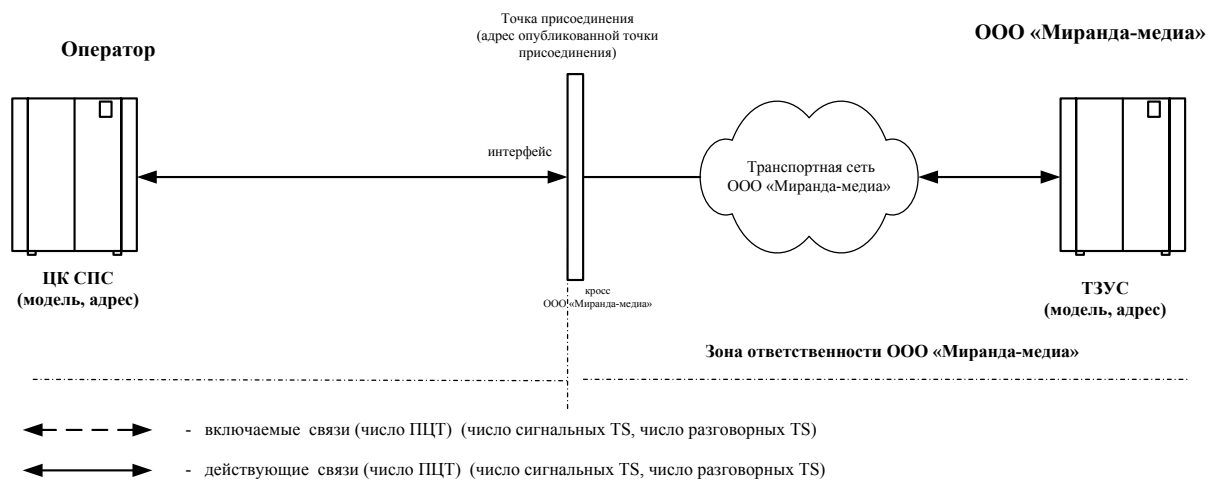 Точка присоединения
(адрес опубликованной точки
присоединения)
Оператор
ООО «Миранда-медиа»
интерфейс
Транспортная сеть
ООО «Миранда-медиа»
ЦК СПС
(модель, адрес)
кросс
ООО «Миранда-медиа»
ТЗУС
(модель, адрес)
Зона ответственности ООО «Миранда-медиа»
- включаемые связи (число ПЦТ) (число сигнальных TS, число разговорных TS)
- действующие связи (число ПЦТ) (число сигнальных TS, число разговорных TS)